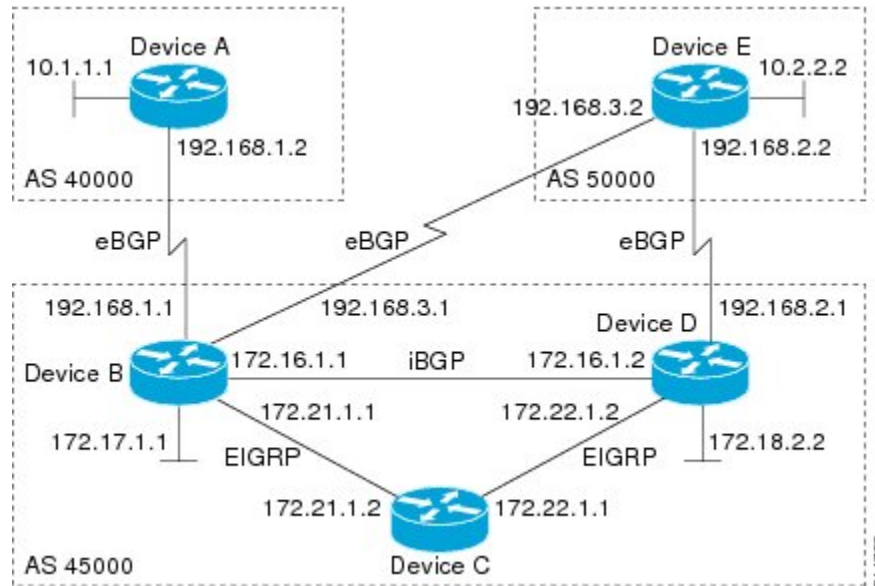 Device A
Device E
10.1.1.1
10.2.2.2
192.168.3.2
192.168.1.2
192.168.2.2
AS 40000
AS 50000
eBGP
eBGP
eBGP
192.168.1.1
192.168.3.1
192.168.2.1
Device D
172.16.1.1
iBGP
172.16.1.2
Device B
172.21.1.1
172.22.1.2
172.17.1.1
172.18.2.2
EIGRP
EIGRP
172.21.1.2
172.22.1.1
AS 45000
Device C